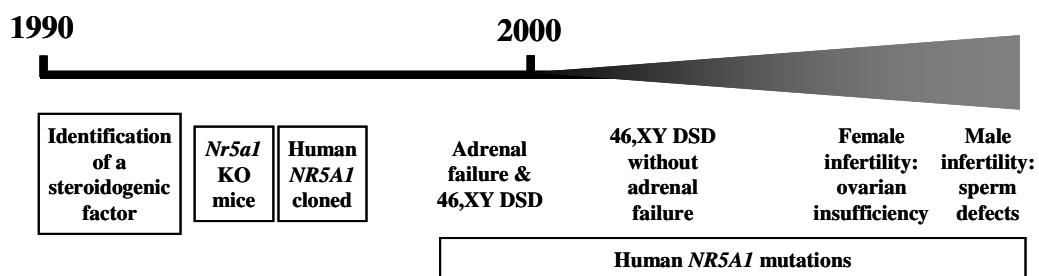 1990
2000
Identification
of a
steroidogenic
factor
Nr5a1
KO
mice
Human
NR5A1
cloned
Adrenal
failure &
46,XY DSD
46,XY DSD
without
adrenal
failure
Female
infertility:
ovarian
insufficiency
Male
infertility:
sperm
defects
Human NR5A1 mutations